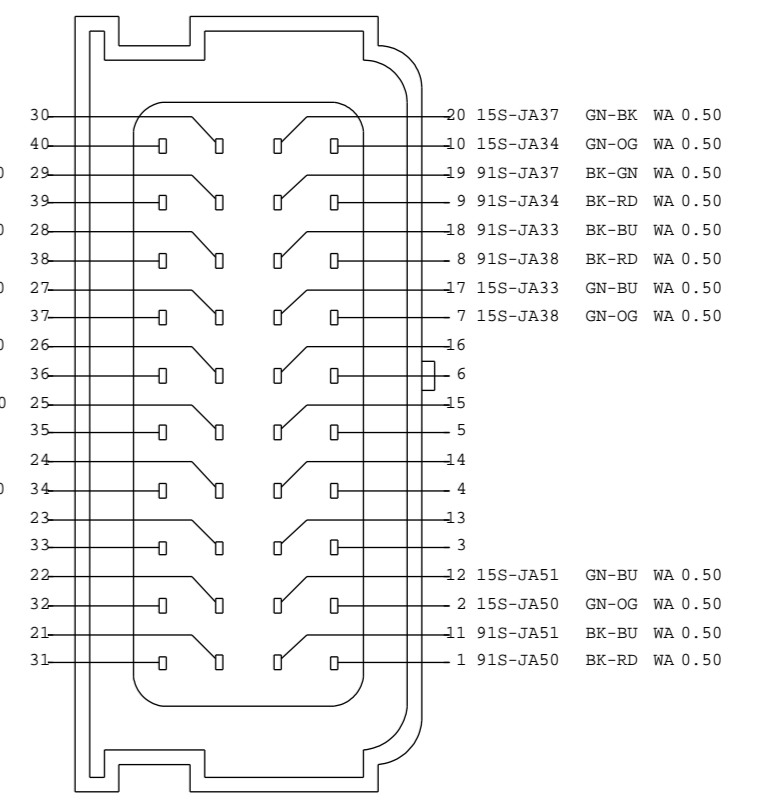 30 20 15S-JA37 GN-BK WA 0.50
40 10 15S-JA34 GN-OG WA 0.50
0 29 19 91S-JA37 BK-GN WA 0.50
39 9 91S-JA34 BK-RD WA 0.50
0 28 18 91S-JA33 BK-BU WA 0.50
38 8 91S-JA38 BK-RD WA 0.50
0 27 17 15S-JA33 GN-BU WA 0.50
37 7 15S-JA38 GN-OG WA 0.50
0 26 16
36 6
0 25 15
35 5
24 14
0 34 4
23 13
33 3
22 12 15S-JA51 GN-BU WA 0.50
32 2 15S-JA50 GN-OG WA 0.50
21 11 91S-JA51 BK-BU WA 0.50
31 1 91S-JA50 BK-RD WA 0.50